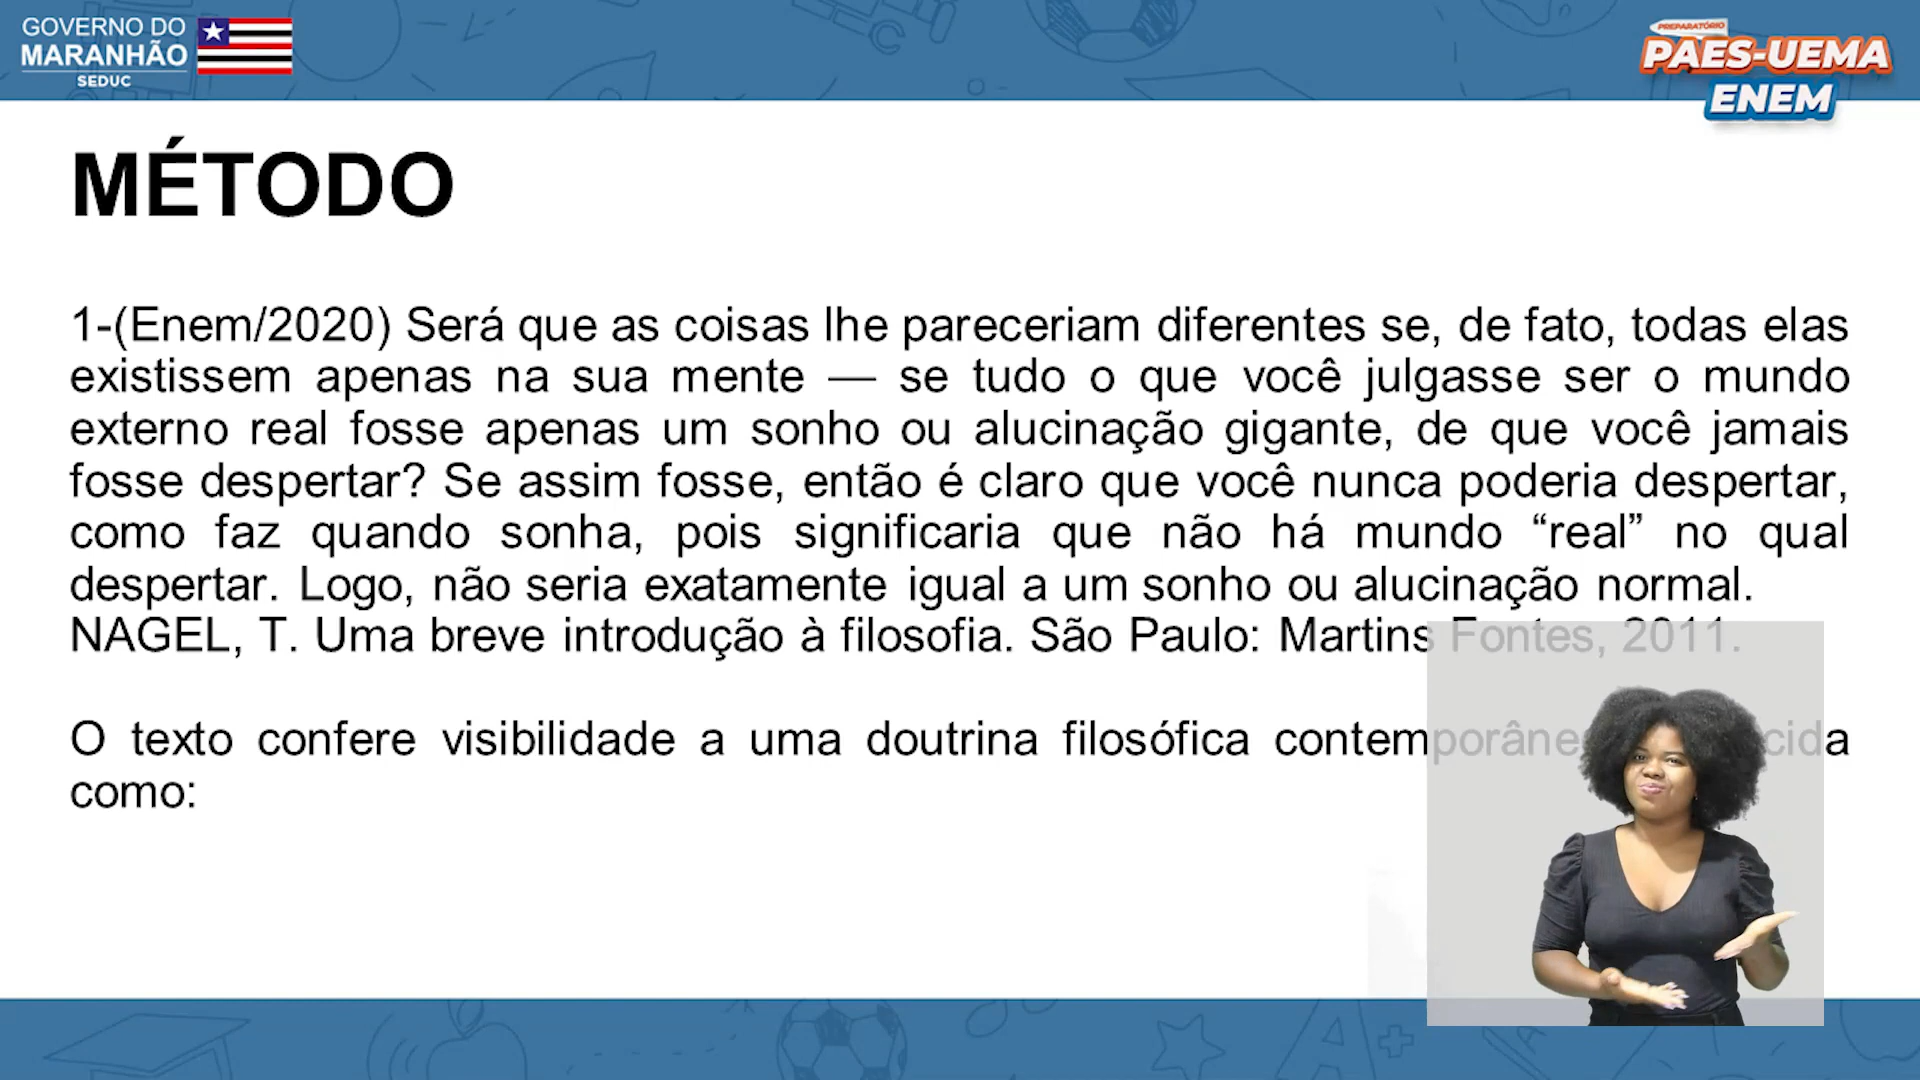 GOVERNO DO
MARANHÃO
SEDUC
PREPARATÓRIO
PAES-UEMA
ENEM
MÉTODO
1-(Enem/2020) Será que as coisas lhe pareceriam diferentes se, de fato, todas elas
existissem apenas na sua mente — se tudo o que você julgasse ser o mundo
externo real fosse apenas um sonho ou alucinação gigante, de que você jamais
fosse despertar? Se assim fosse, então é claro que você nunca poderia despertar,
como faz quando sonha, pois significaria que não há mundo “real” no qual
despertar. Logo, não seria exatamente igual a um sonho ou alucinação normal.
NAGEL, T. Uma breve introdução à filosofia. São Paulo: Martins Fontes, 2011.
O texto confere visibilidade a uma doutrina filosófica
como: